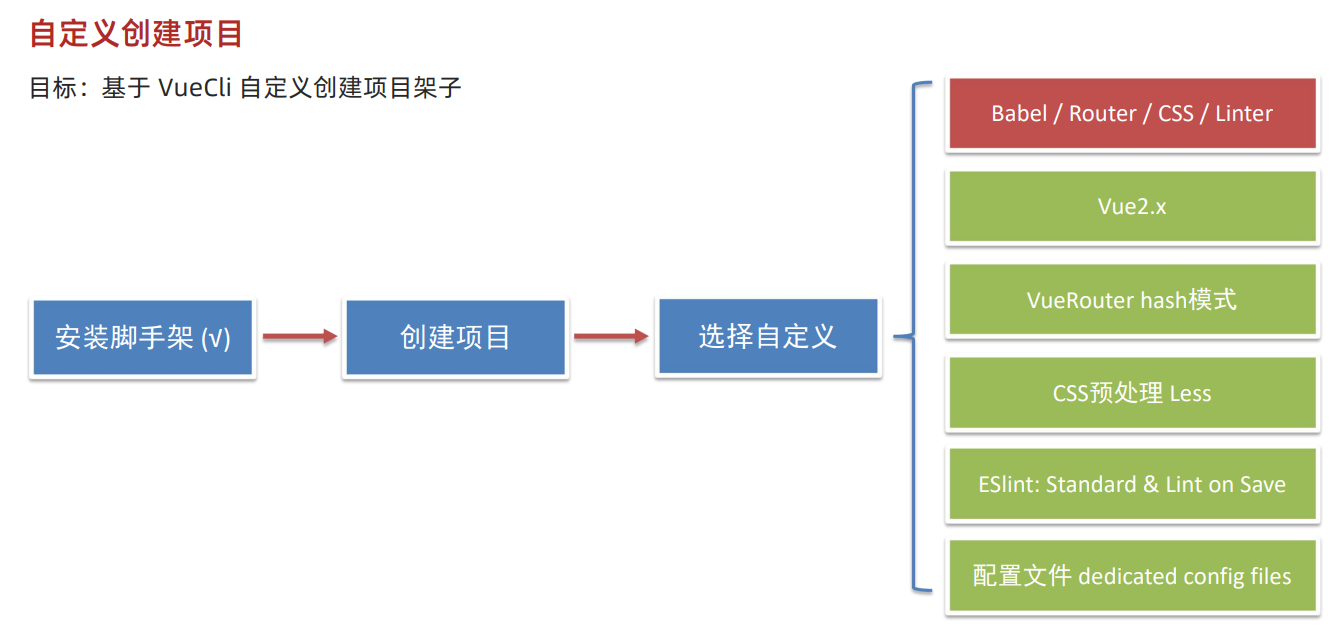 自定义创建项目
目标：基于 VueCli 自定义创建项目架子
安装脚手架 (√)
创建项目
选择自定义
Babel / Router / CSS / Linter
Vue2.x
VueRouter hash模式
CSS预处理 Less
ESlint: Standard & Lint on Save
配置文件 dedicated config files